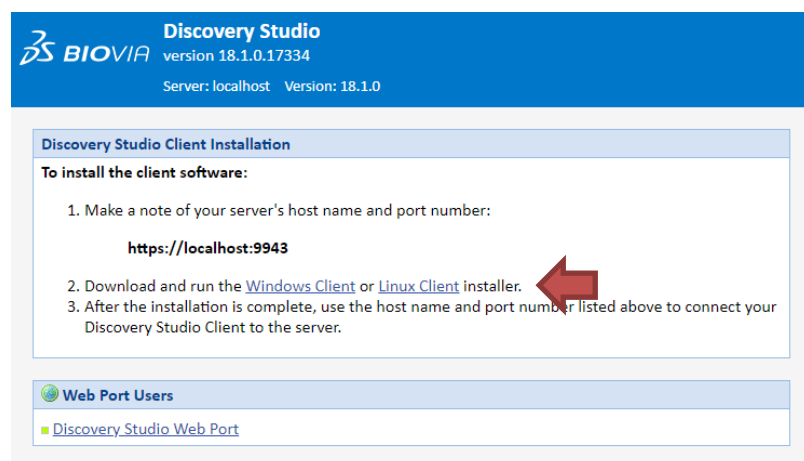 Discovery Studio
3S BIOVIA version 18.1.0.17334
Server: localhost Version: 18.1.0
Discovery Studio Client Installation
To install the client software:
1. Make a note of your server's host name and port number:
https://localhost:9943
2. Download and run the Windows Client or Linux Client installer.
3. After the installation is complete, use the host name and port number listed above to connect your
Discovery Studio Client to the server.
Web Port Users
Discovery Studio Web Port